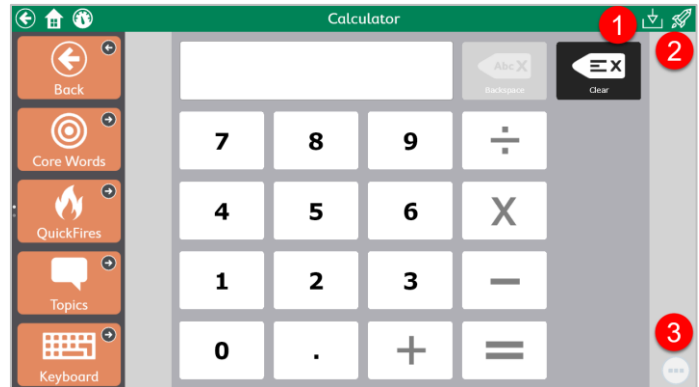 Calculator
1
2
Back
Abc X
Backspace
Clear
Core Words
7 8 9 ÷
QuickFires
4 5 6 X
Topics
1 2 3 −
3
Keyboard
0 . + =